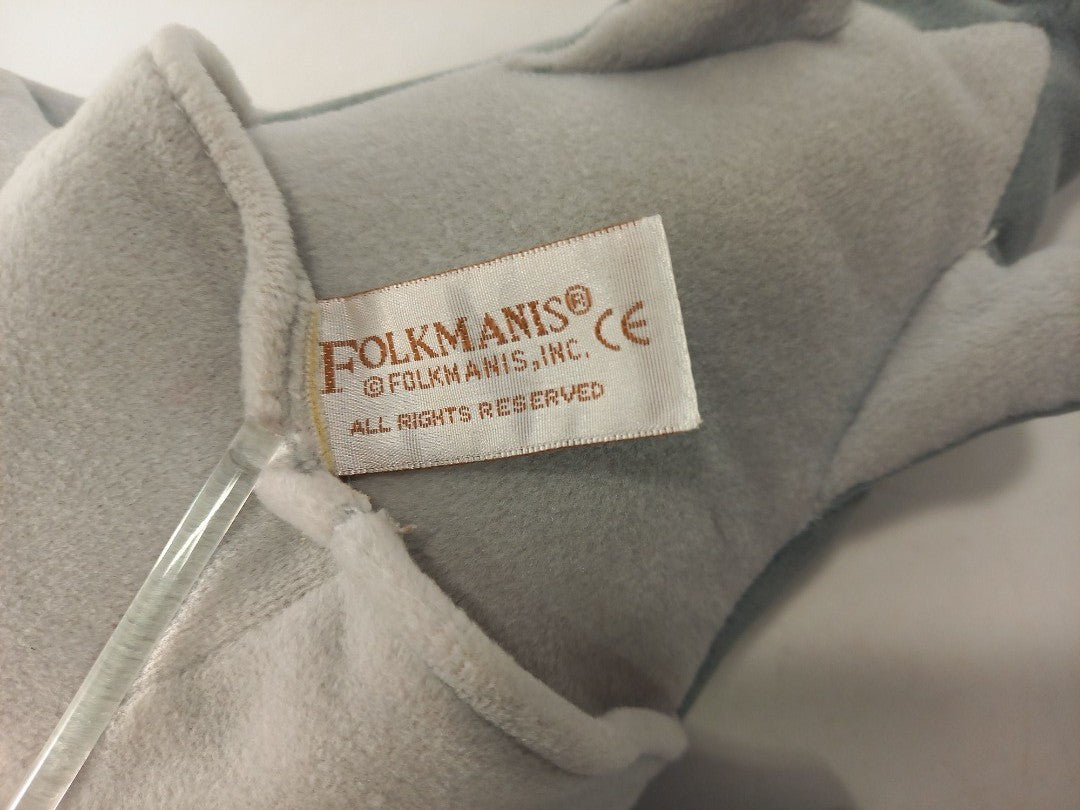 FOLKMANIS® CE
©FOLKMANIS, INC.
ALL RIGHTS RESERVED